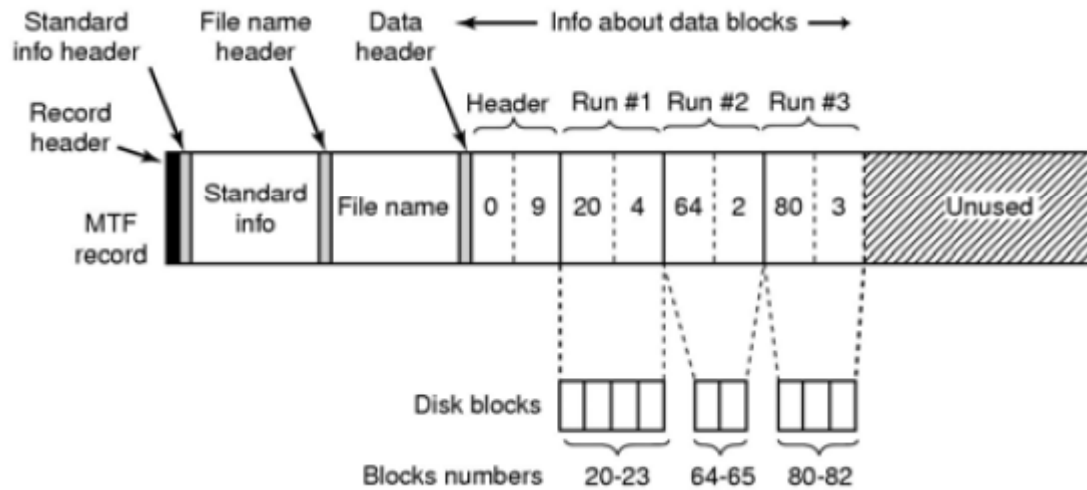 Standard
info header
File name
header
Data
header
Info about data blocks
Record
header
Header
Run #1
Run #2
Run #3
MTF
record
Standard
info
File name
0 9 20 4 64 2 80 3
Unused
Disk blocks
Blocks numbers
20-23
64-65
80-82